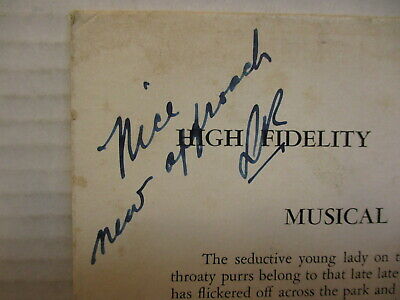 Nice
new approach
DR
HIGH FIDELITY
MUSICAL
The seductive young lady on t
throaty purrs belong to that late late
has flickered off across the park and